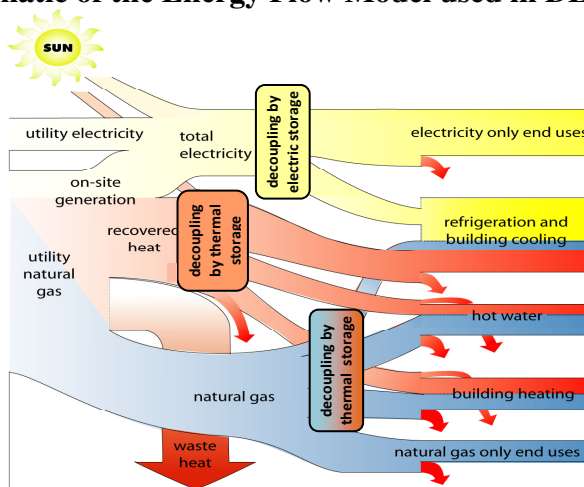 matic of the Energy Flow Model used in DE
SUN
utility electricity
total
electricity
decoupling by
electric storage
electricity only end uses
on-site
generation
recovered
heat
decoupling
by thermal
storage
refrigeration and
building cooling
utility
natural
gas
hot water
decoupling by
thermal storage
natural gas
building heating
waste
heat
natural gas only end uses